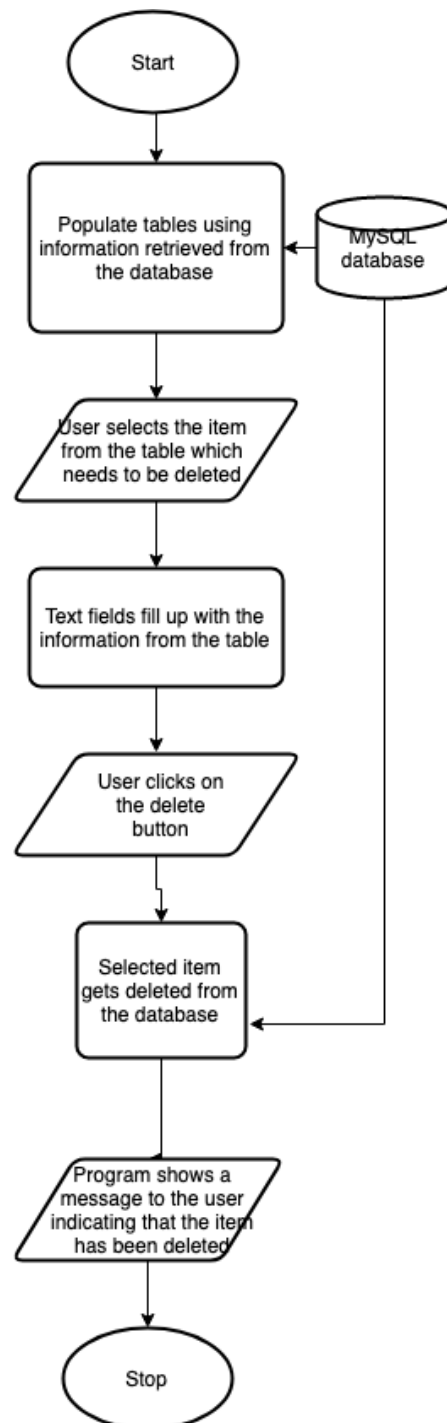 Start
Populate tables using
information retrieved from
the database
MySQL
database
User selects the item
from the table which
needs to be deleted
Text fields fill up with the
information from the table
User clicks on
the delete
button
Selected item
gets deleted from
the database
Program shows a
message to the user
indicating that the item
has been deleted
Stop